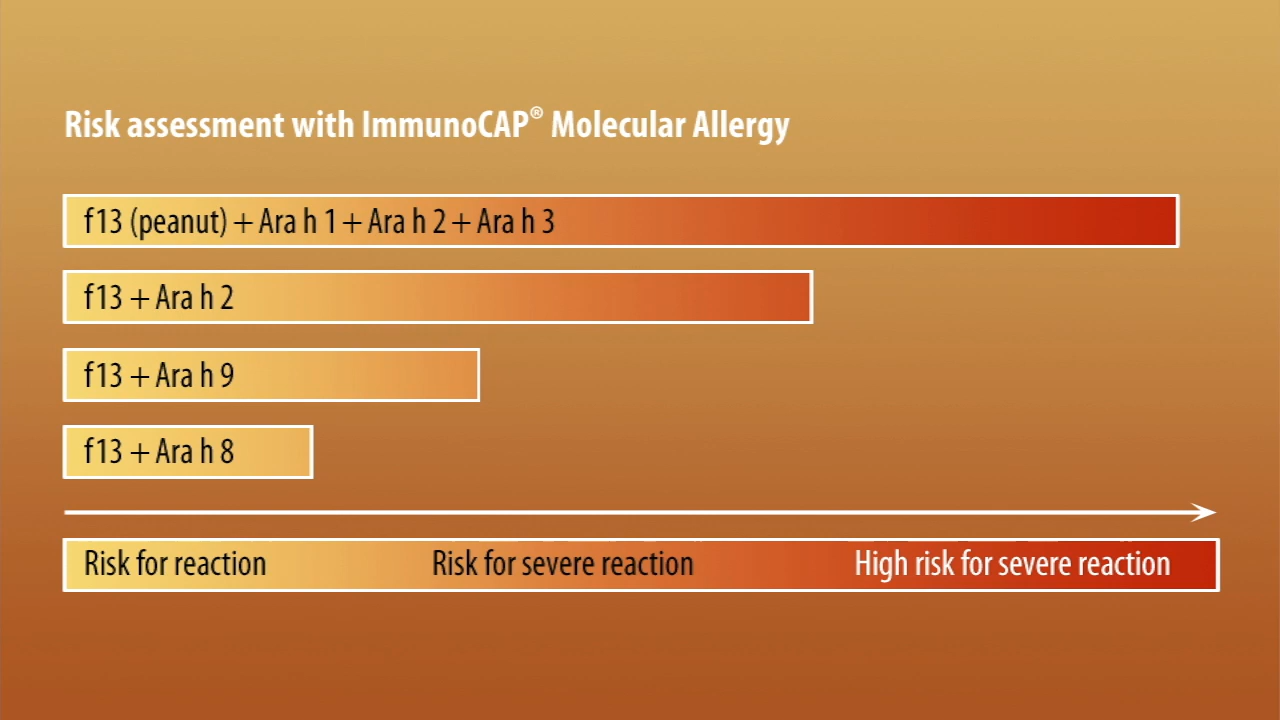 Risk assessment with ImmunoCAP® Molecular Allergy
f13 (peanut) + Ara h 1 + Ara h 2 + Ara h 3
f13 + Ara h 2
f13 + Ara h 9
f13 + Ara h 8
Risk for reaction Risk for severe reaction High risk for severe reaction